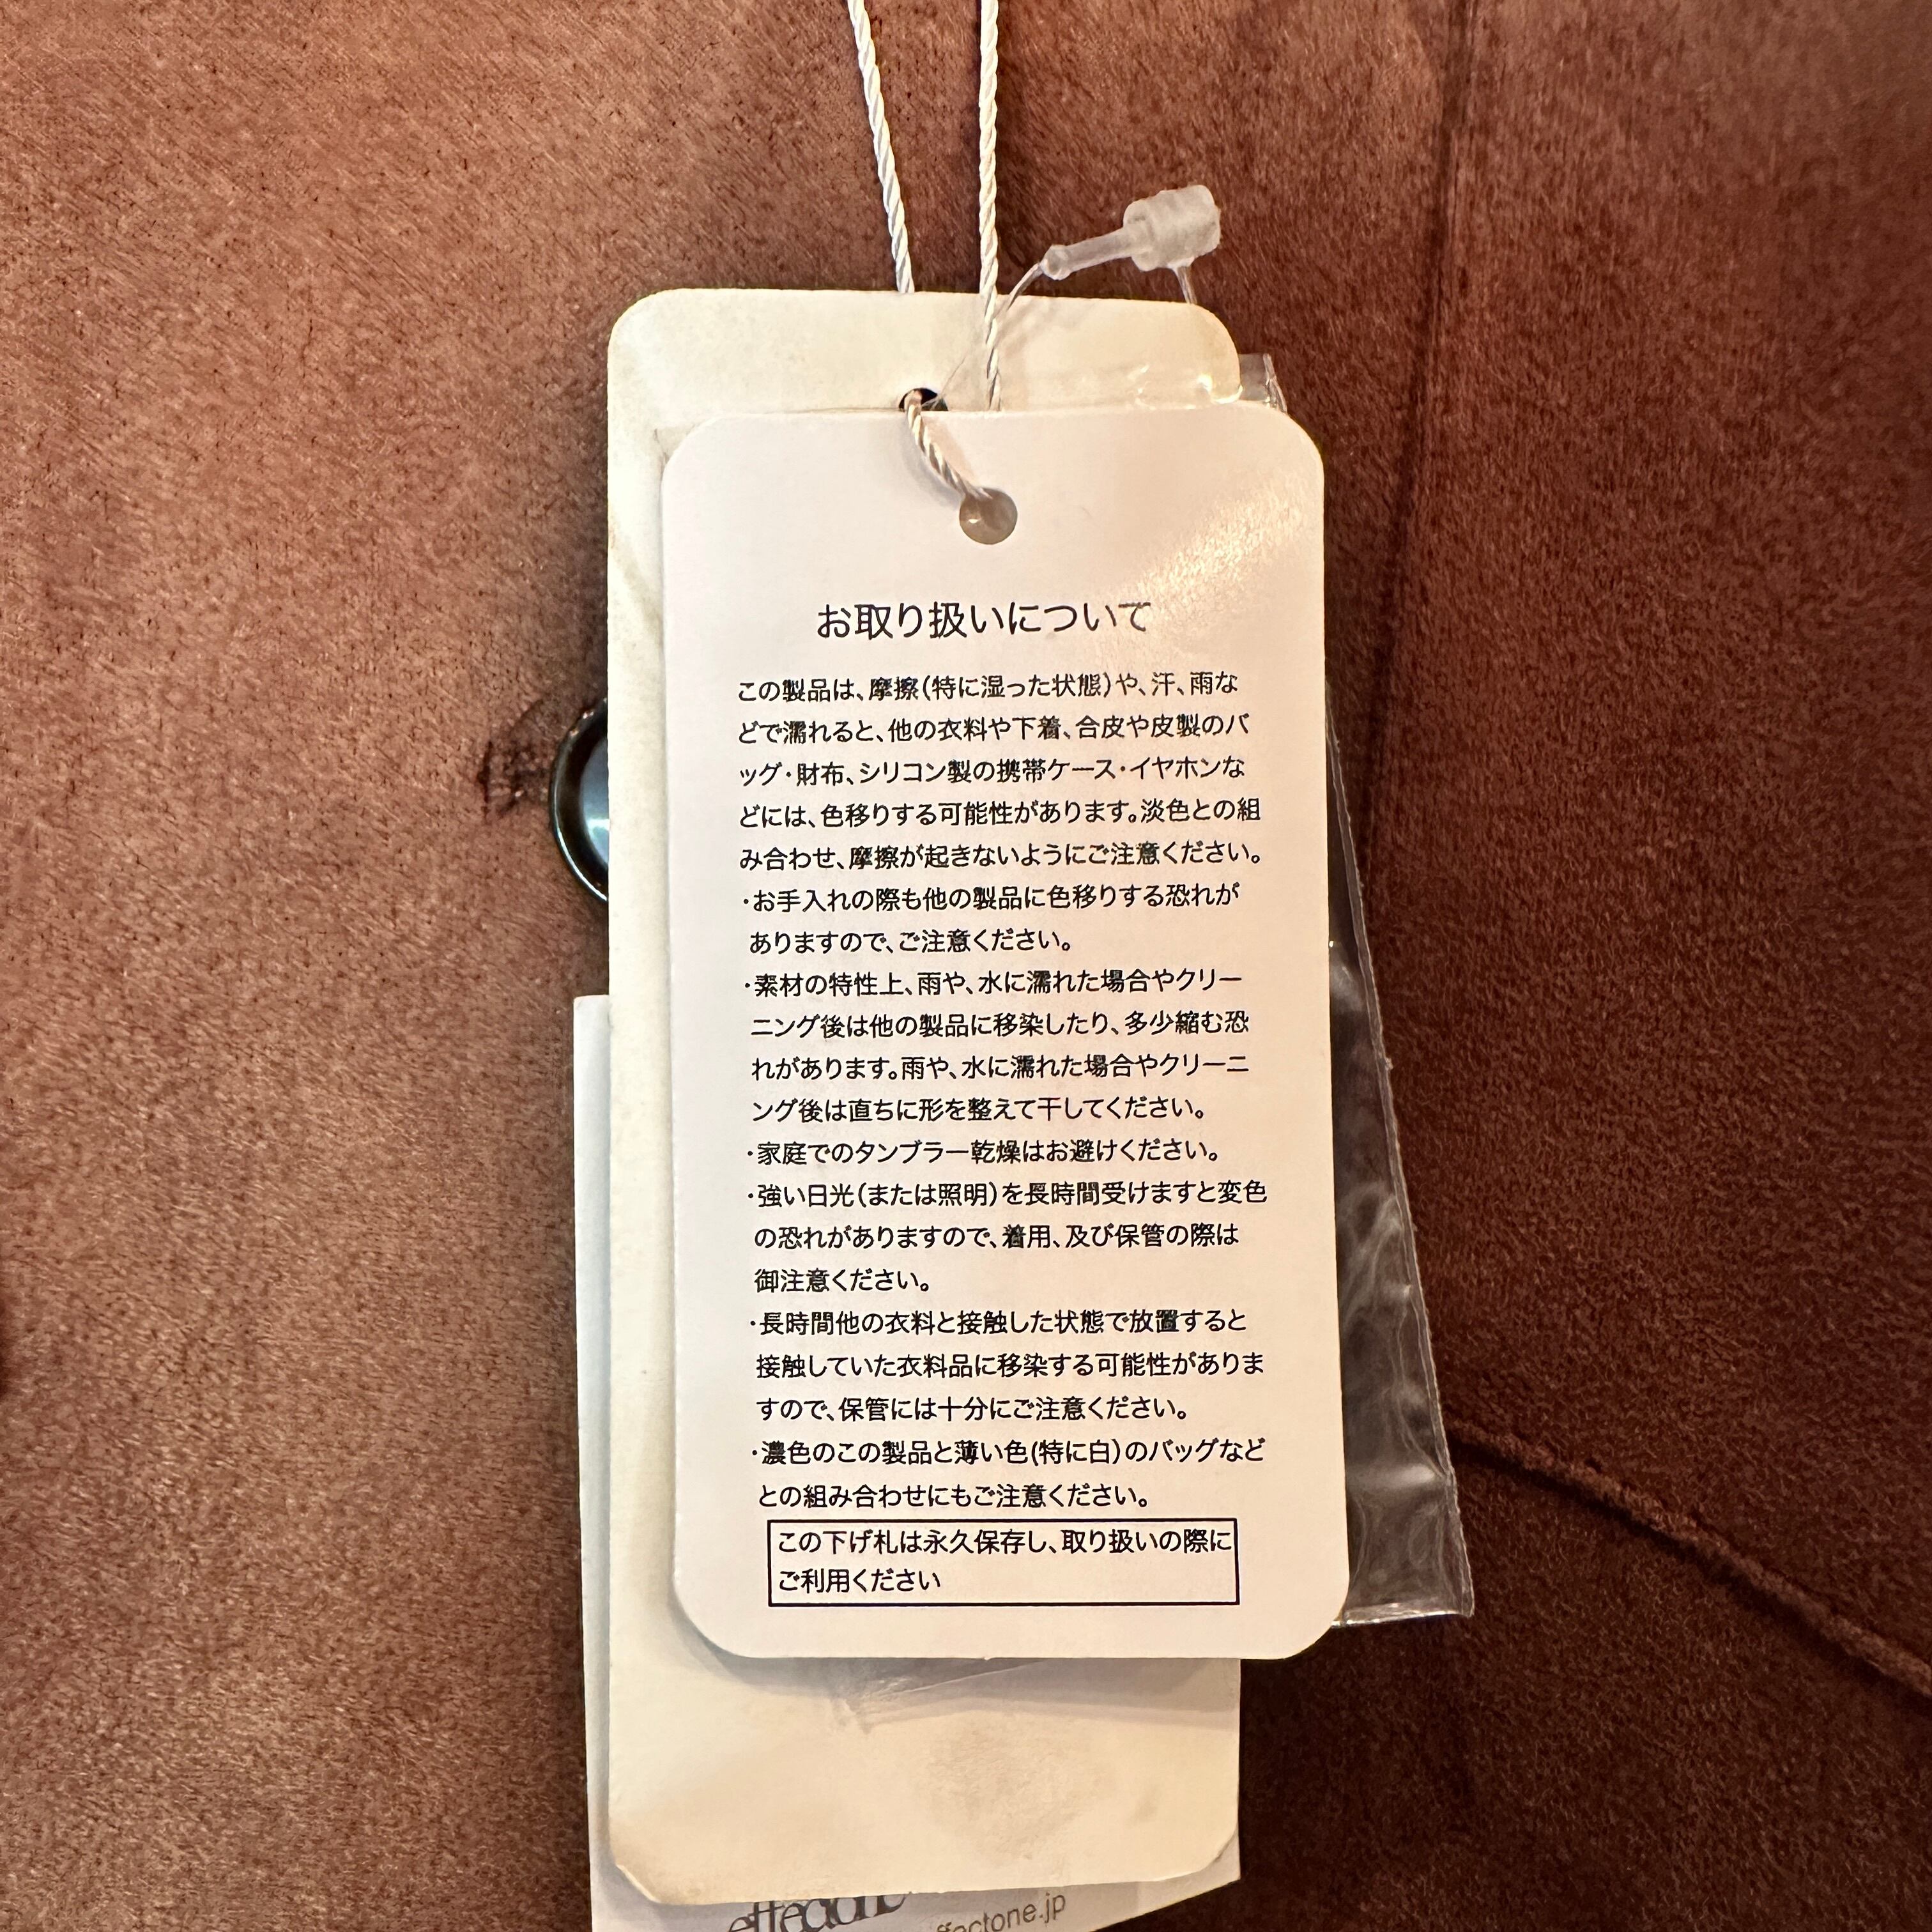 お取り扱いについて
この製品は、摩擦(特に湿った状態)や、汗、雨な
どで濡れると、他の衣料や下着、合皮や皮製のバ
ッグ・財布、シリコン製の携帯ケース・イヤホンな
どには、色移りする可能性があります。淡色との組
み合わせ、摩擦が起きないようにご注意ください。
・お手入れの際も他の製品に色移りする恐れが
ありますので、ご注意ください。
・素材の特性上、雨や、水に濡れた場合やクリー
ニング後は他の製品に移染したり、多少縮む恐
れがあります。雨や、水に濡れた場合やクリーニ
ング後は直ちに形を整えて干してください。
・家庭でのタンブラー乾燥はお避けください。
・強い日光(または照明)を長時間受けますと変色
の恐れがありますので、着用、及び保管の際は
御注意ください。
・長時間他の衣料と接触した状態で放置すると
接触していた衣料品に移染する可能性がありま
すので、保管には十分にご注意ください。
・濃色のこの製品と薄い色(特に白)のバッグなど
との組み合わせにもご注意ください。
この下げ札は永久保存し、取り扱いの際に
ご利用ください